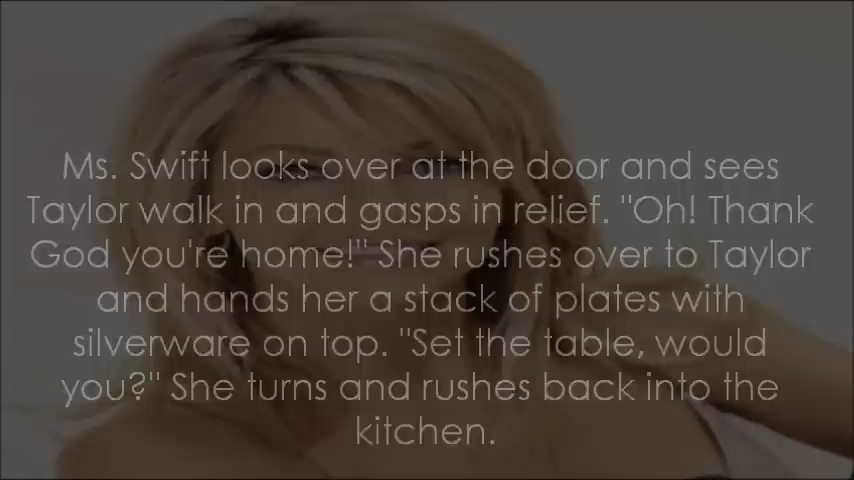 Ms. Swift looks over at the door and sees
Taylor walk in and gasps in relief. "Oh! Thank
God you're home!" She rushes over to Taylor
and hands her a stack of plates with
silverware on top. "Set the table, would
you?" She turns and rushes back into the
kitchen.